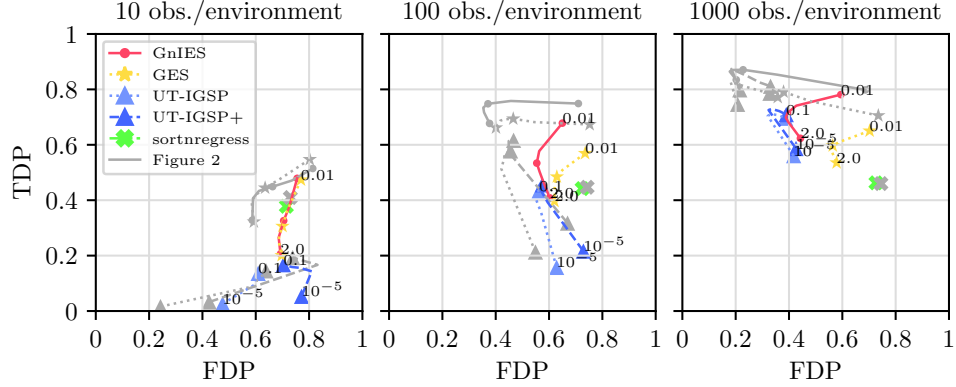 10 obs./environment 100 obs./environment 1000 obs./environment
1
0.8
0.6
0.4
0.2
0
TDP
GnIES
GES
UT-IGSP
UT-IGSP+
sortnregress
Figure 2
0.01
2.0
0.1
0.1
10⁻⁵
10⁻⁵
0.01
0.01
0.1
2.0
2.0
10⁻⁵
10⁻⁵
0.01
0.1
0.01
2.0
10⁻⁵
10⁻⁵
2.0
0 0.2 0.4 0.6 0.8 1
0 0.2 0.4 0.6 0.8 1
0 0.2 0.4 0.6 0.8 1
FDP FDP FDP